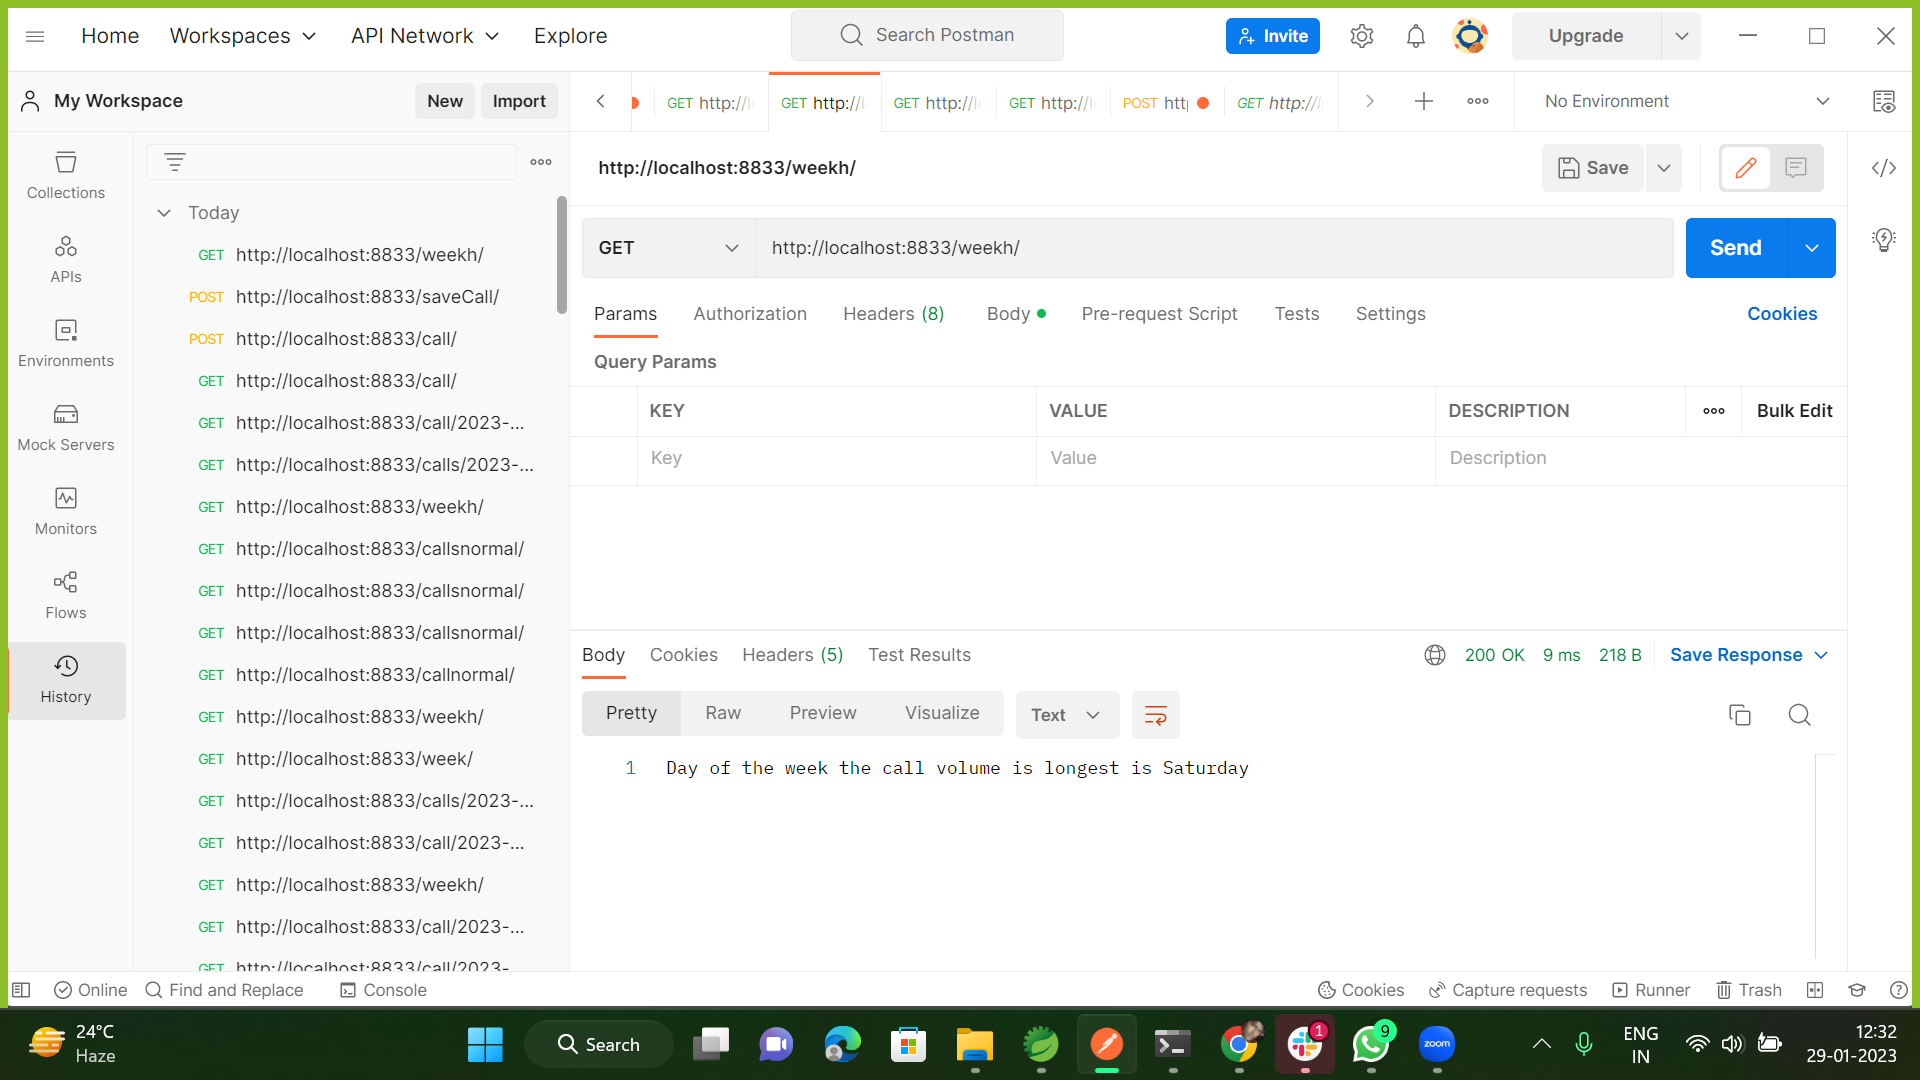 Home
Workspaces
API Network
Explore
Search Postman
Invite
Upgrade
My Workspace
New
Import
GET http://l
GET http://l
GET http://l
GET http://l
POST htt
GET http://l
No Environment
Collections
APIs
Environments
Mock Servers
Monitors
Flows
History
Today
GET http://localhost:8833/weekh/
POST http://localhost:8833/saveCall/
POST http://localhost:8833/call/
GET http://localhost:8833/call/
GET http://localhost:8833/call/2023-...
GET http://localhost:8833/calls/2023-...
GET http://localhost:8833/weekh/
GET http://localhost:8833/callsnormal/
GET http://localhost:8833/callsnormal/
GET http://localhost:8833/callsnormal/
GET http://localhost:8833/callnormal/
GET http://localhost:8833/weekh/
GET http://localhost:8833/week/
GET http://localhost:8833/calls/2023-...
GET http://localhost:8833/call/2023-...
GET http://localhost:8833/weekh/
GET http://localhost:8833/call/2023-...
GET http://localhost:8833/call/2023-
http://localhost:8833/weekh/
Save
GET
http://localhost:8833/weekh/
Send
Params
Authorization
Headers (8)
Body
Pre-request Script
Tests
Settings
Cookies
Query Params
KEY
VALUE
DESCRIPTION
Bulk Edit
Key
Value
Description
Body
Cookies
Headers (5)
Test Results
200 OK
9 ms
218 B
Save Response
Pretty
Raw
Preview
Visualize
Text
1 Day of the week the call volume is longest is Saturday
Online
Find and Replace
Console
Cookies
Capture requests
Runner
Trash
24°C
Haze
Search
1
9
zoom
ENG
IN
12:32
29-01-2023